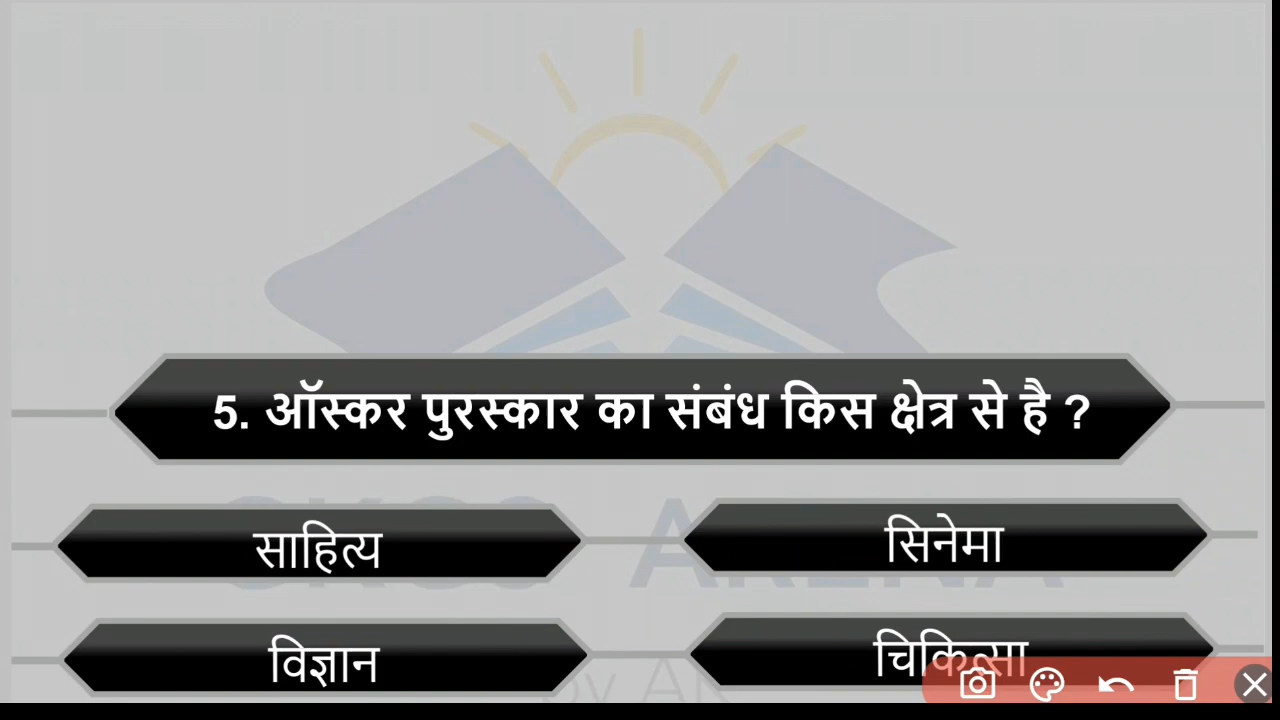 5. ऑस्कर पुरस्कार का संबंध किस क्षेत्र से है ?
साहित्य
सिनेमा
विज्ञान
चिकित्सा